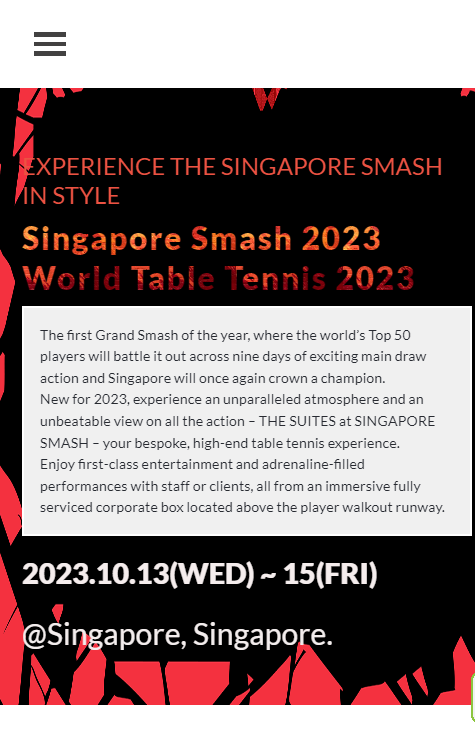 EXPERIENCE THE SINGAPORE SMASH
IN STYLE
Singapore Smash 2023
World Table Tennis 2023
The first Grand Smash of the year, where the world’s Top 50
players will battle it out across nine days of exciting main draw
action and Singapore will once again crown a champion.
New for 2023, experience an unparalleled atmosphere and an
unbeatable view on all the action – THE SUITES at SINGAPORE
SMASH – your bespoke, high-end table tennis experience.
Enjoy first-class entertainment and adrenaline-filled
performances with staff or clients, all from an immersive fully
serviced corporate box located above the player walkout runway.
2023.10.13(WED) ~ 15(FRI)
@Singapore, Singapore.